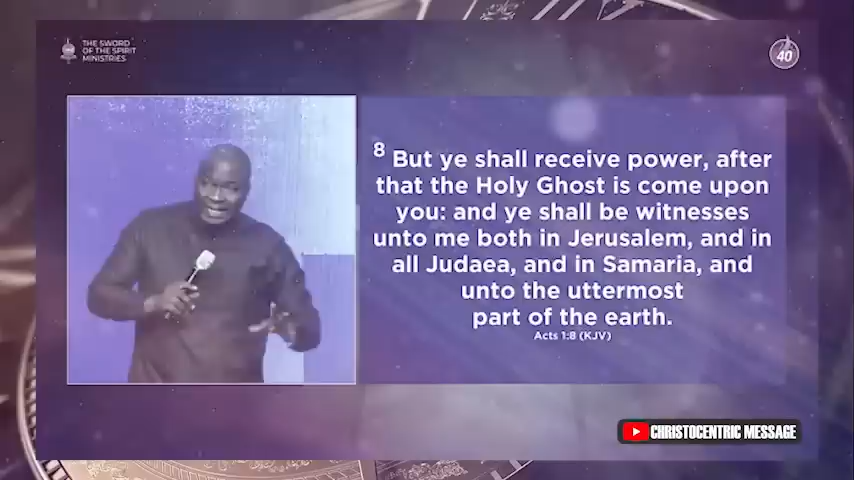 THE SWORD
OF THE SPIRIT
MINISTRIES
40
8 But ye shall receive power, after
that the Holy Ghost is come upon
you: and ye shall be witnesses
unto me both in Jerusalem, and in
all Judaea, and in Samaria, and
unto the uttermost
part of the earth.
Acts 1:8 (KJV)
CHRISTOCENTRIC MESSAGE